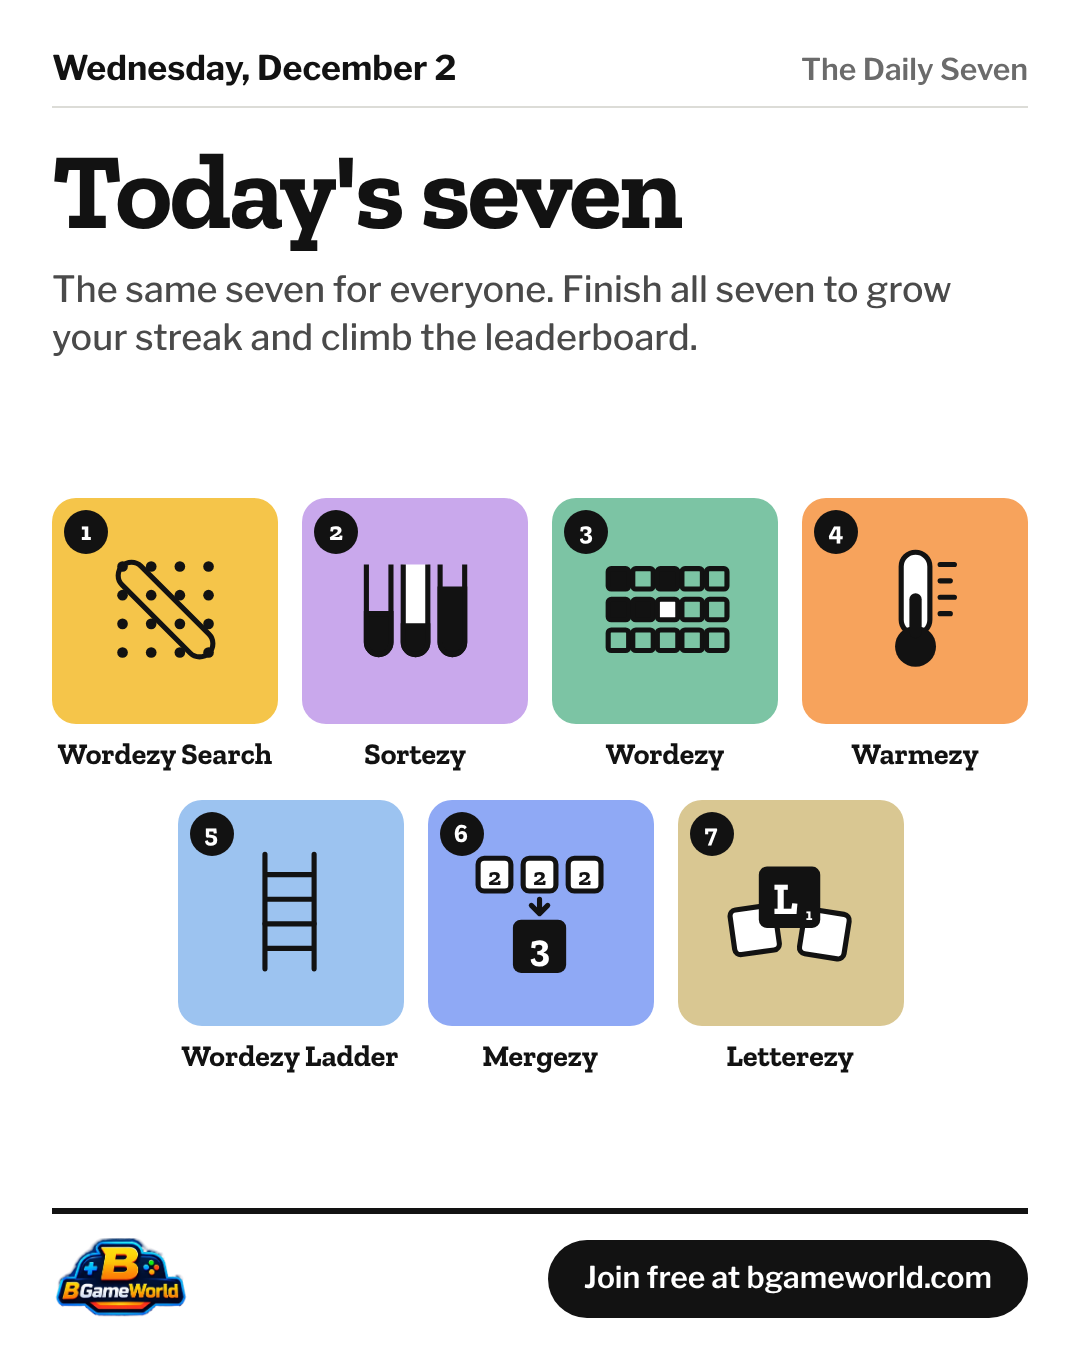 Wednesday, December 2
The Daily Seven
Today's seven
The same seven for everyone. Finish all seven to grow
your streak and climb the leaderboard.
1
2
3
4
Wordezy Search
Sortezy
Wordezy
Warmezy
5
6
7
2 2 2
3
L 1
Wordezy Ladder
Mergezy
Letterezy
B
BGameWorld
Join free at bgameworld.com